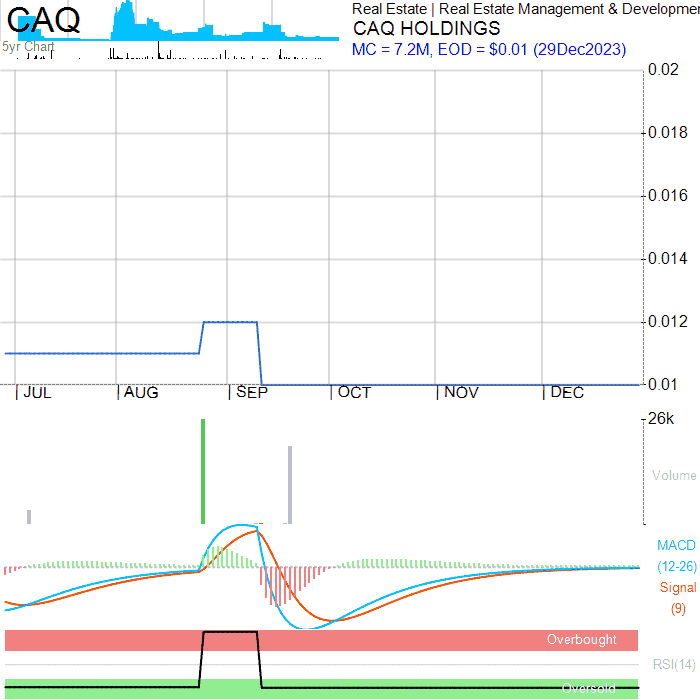 CAQ
5yr Chart
Real Estate | Real Estate Management & Developmen
CAQ HOLDINGS
MC = 7.2M, EOD = $0.01 (29Dec2023)
0.02
0.018
0.016
0.014
0.012
0.01
JUL AUG SEP OCT NOV DEC
26k
Volume
MACD
(12-26)
Signal
(9)
Overbought
RSI(14)
Oversold